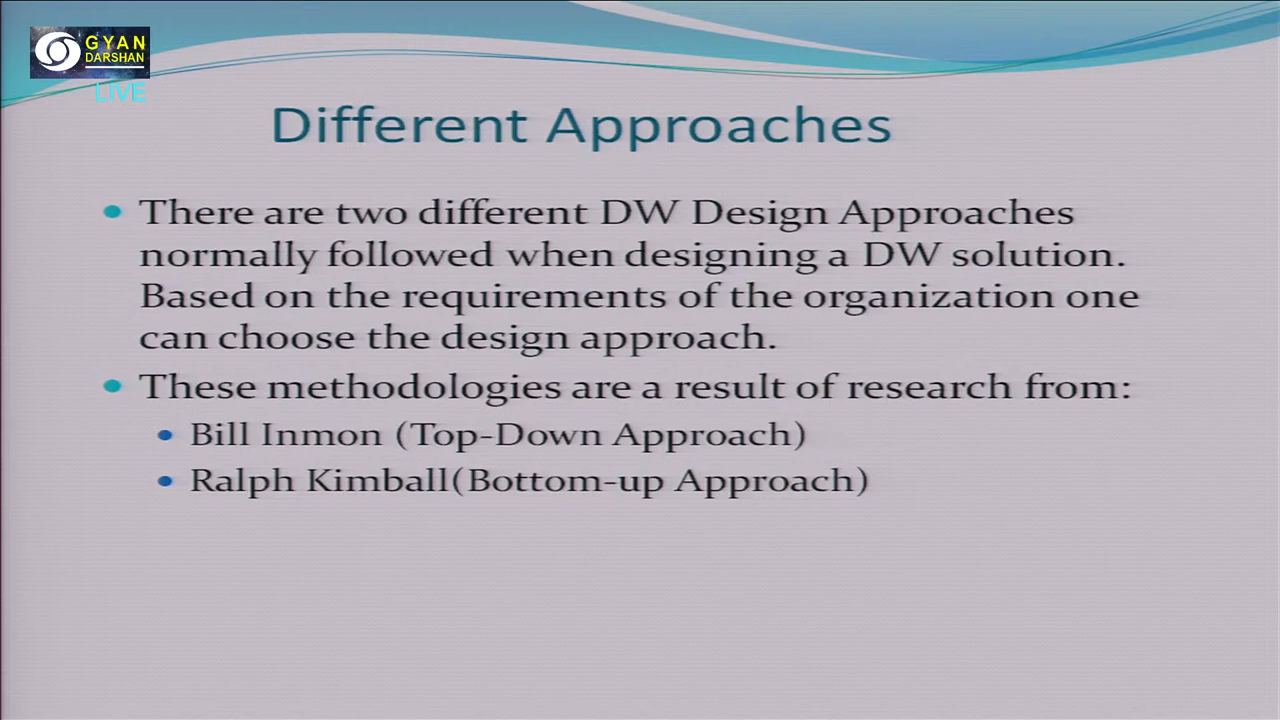 GYAN
DARSHAN
LIVE
Different Approaches
There are two different DW Design Approaches
normally followed when designing a DW solution.
Based on the requirements of the organization one
can choose the design approach.
These methodologies are a result of research from:
Bill Inmon (Top-Down Approach)
Ralph Kimball(Bottom-up Approach)